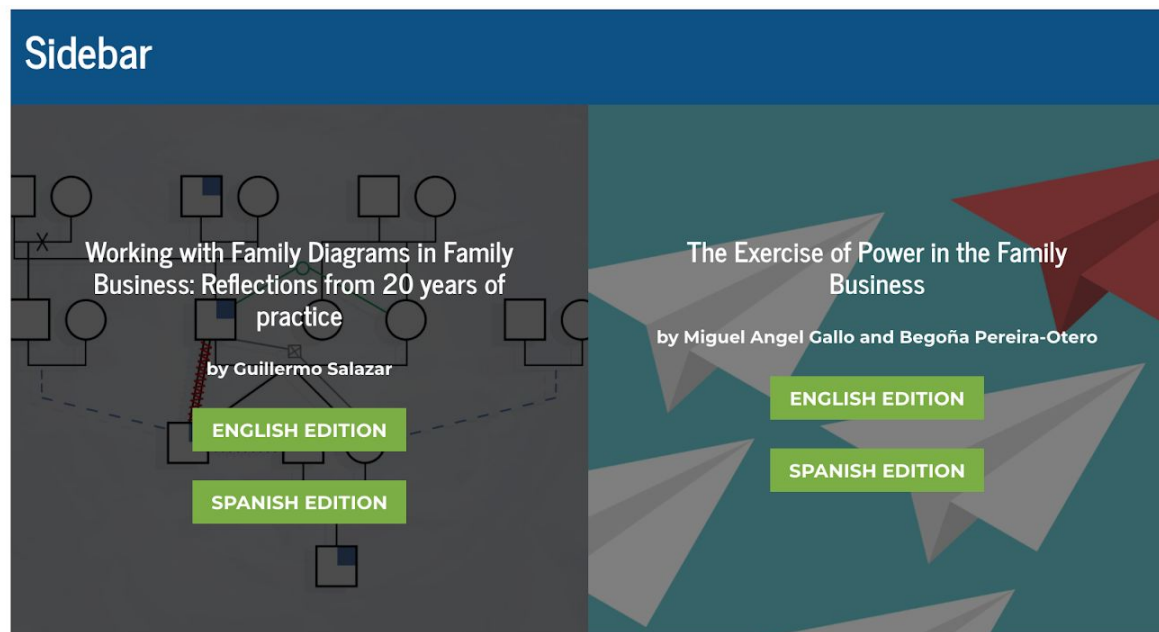 Sidebar
Working with Family Diagrams in Family
Business: Reflections from 20 years of
practice
by Guillermo Salazar
ENGLISH EDITION
SPANISH EDITION
The Exercise of Power in the Family
Business
by Miguel Angel Gallo and Begoña Pereira-Otero
ENGLISH EDITION
SPANISH EDITION